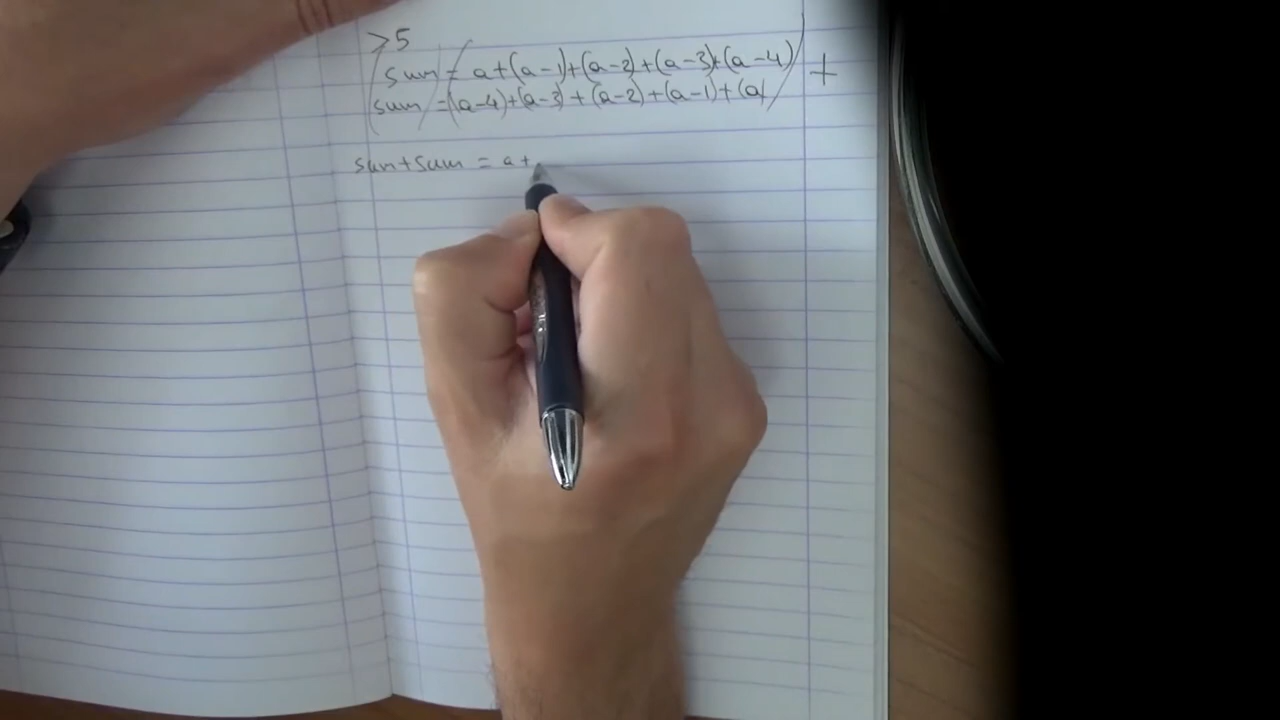 >5
sum = a+(a-1)+(a-2)+(a-3)+(a-4)
+
sum =(a-4)+(a-3)+(a-2)+(a-1)+(a)
sum+sum = a+